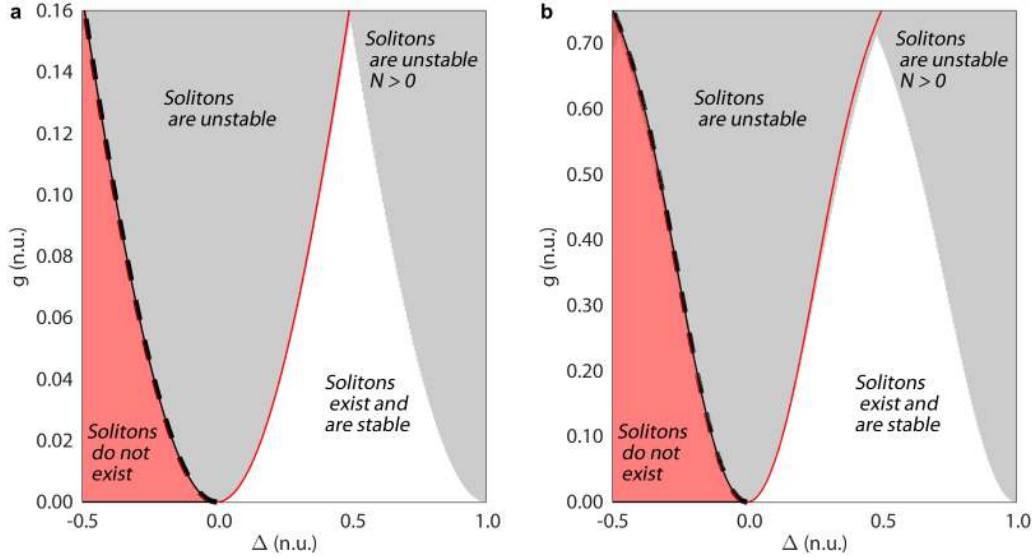 a
0.16
0.14
0.12
0.10
0.08
0.06
0.04
0.02
0.00
g (n.u.)
Solitons
are unstable
Solitons
are unstable
N > 0
Solitons
exist and
are stable
Solitons
do not
exist
-0.5
0.0
0.5
1.0
Δ (n.u.)
b
0.70
0.60
0.50
0.40
0.30
0.20
0.10
0.00
g (n.u.)
Solitons
are unstable
Solitons
are unstable
N > 0
Solitons
exist and
are stable
Solitons
do not
exist
-0.5
0.0
0.5
1.0
Δ (n.u.)